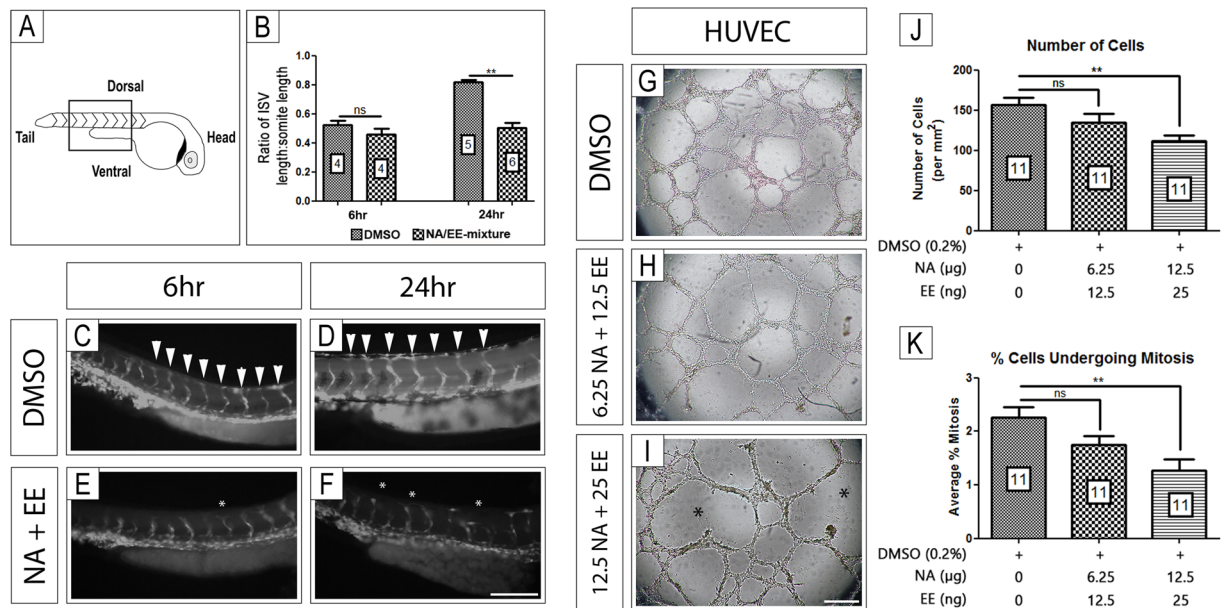 A
Dorsal
Tail
Head
Ventral
B
Ratio of ISV
length:somite length
1.0
0.8
0.6
0.4
0.2
0.0
ns
**
4
4
5
6
6hr
24hr
DMSO
NA/EE-mixture
6hr
24hr
DMSO
C
D
NA + EE
E
*
F
* * *
HUVEC
DMSO
G
6.25 NA + 12.5 EE
H
12.5 NA + 25 EE
I
* *
J
Number of Cells
Number of Cells
(per mm²)
200
150
100
50
0
**
ns
11
11
11
DMSO (0.2%) + + +
NA (µg) 0 6.25 12.5
EE (ng) 0 12.5 25
K
% Cells Undergoing Mitosis
Average % Mitosis
3
2
1
0
**
ns
11
11
11
DMSO (0.2%) + + +
NA (µg) 0 6.25 12.5
EE (ng) 0 12.5 25